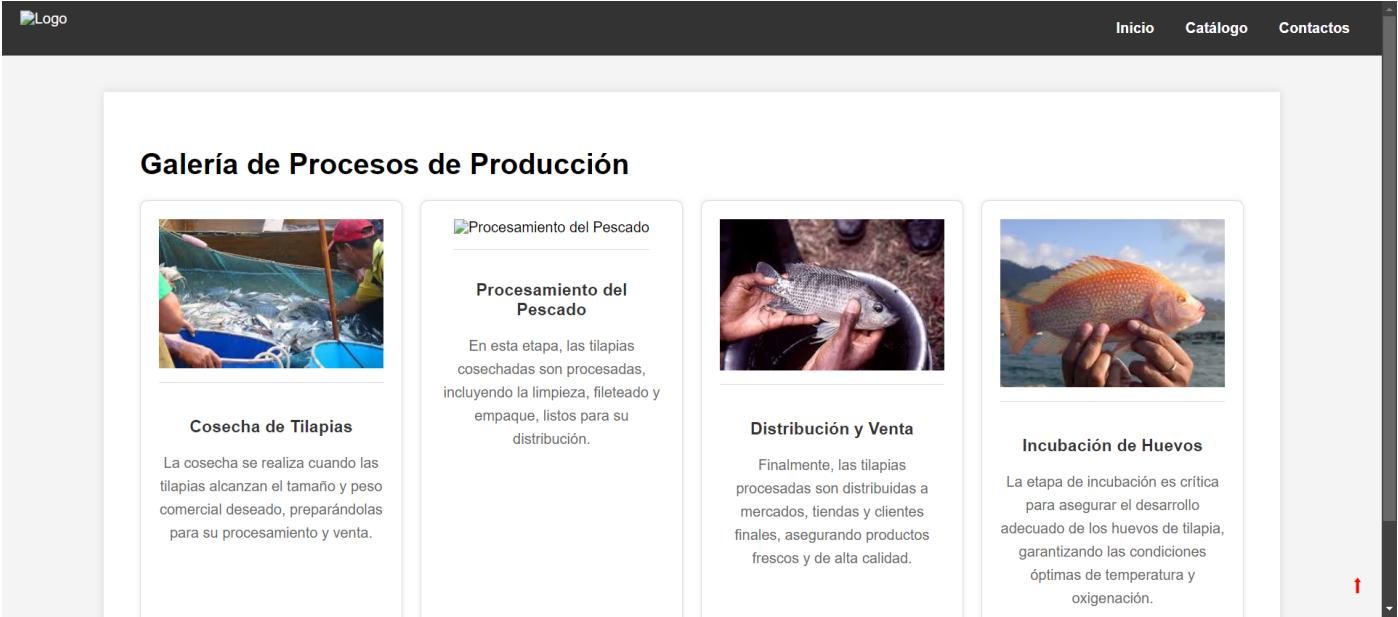 Logo
Inicio Catálogo Contactos
Galería de Procesos de Producción
Cosecha de Tilapias
La cosecha se realiza cuando las
tilapias alcanzan el tamaño y peso
comercial deseado, preparándolas
para su procesamiento y venta.
Procesamiento del Pescado
Procesamiento del
Pescado
En esta etapa, las tilapias
cosechadas son procesadas,
incluyendo la limpieza, fileteado y
empaque, listos para su
distribución.
Distribución y Venta
Finalmente, las tilapias
procesadas son distribuidas a
mercados, tiendas y clientes
finales, asegurando productos
frescos y de alta calidad.
Incubación de Huevos
La etapa de incubación es crítica
para asegurar el desarrollo
adecuado de los huevos de tilapia,
garantizando las condiciones
óptimas de temperatura y
oxigenación.